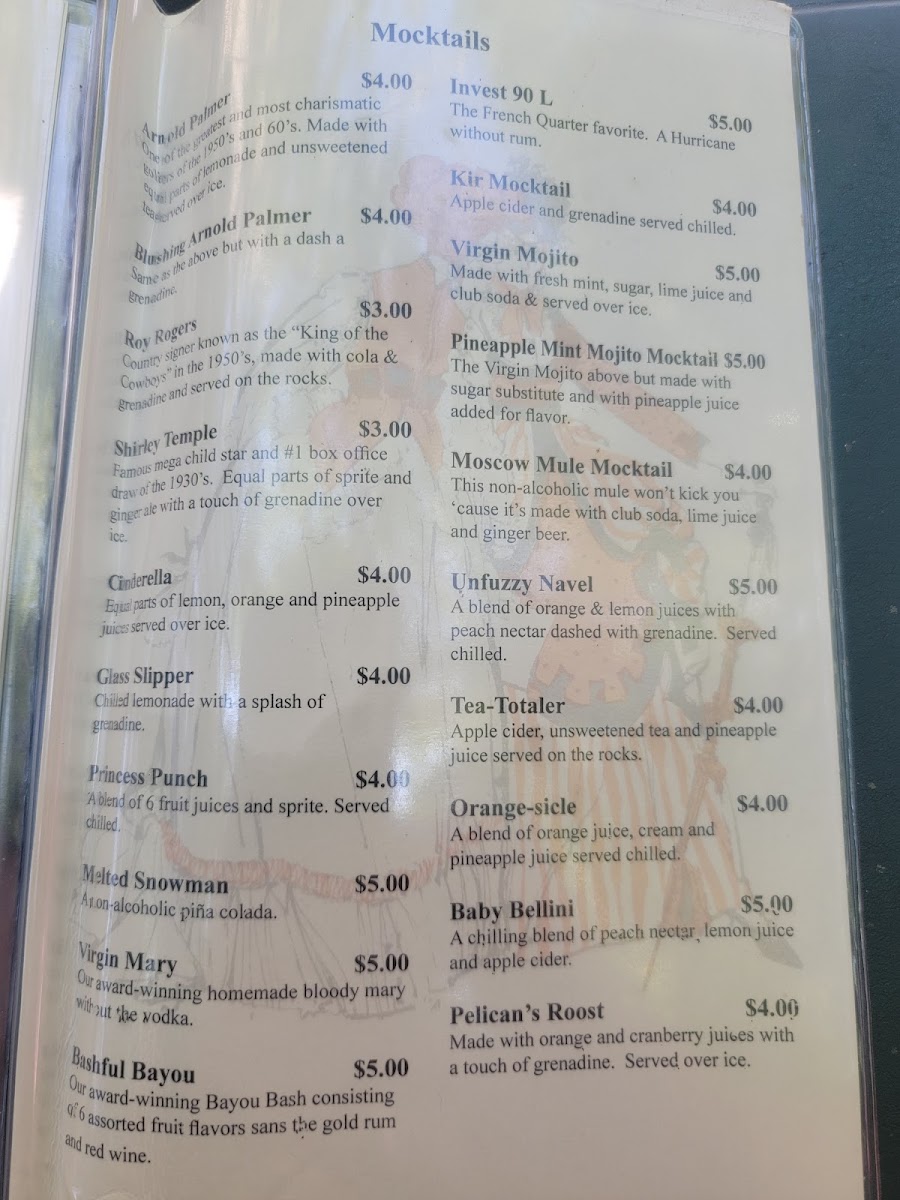 Mocktails
Arnold Palmer $4.00
One of the greatest and most charismatic
golfers of the 1950's and 60's. Made with
equal parts of lemonade and unsweetened
tea served over ice.
Blushing Arnold Palmer $4.00
Same as the above but with a dash a
grenadine.
Roy Rogers $3.00
Country signer known as the "King of the
Cowboys" in the 1950's, made with cola &
grenadine and served on the rocks.
Shirley Temple $3.00
Famous mega child star and #1 box office
draw of the 1930's. Equal parts of sprite and
ginger ale with a touch of grenadine over
ice.
Cinderella $4.00
Equal parts of lemon, orange and pineapple
juices served over ice.
Glass Slipper $4.00
Chilled lemonade with a splash of
grenadine.
Princess Punch $4.00
A blend of 6 fruit juices and sprite. Served
chilled.
Melted Snowman $5.00
A non-alcoholic piña colada.
Virgin Mary $5.00
Our award-winning homemade bloody mary
without the vodka.
Bashful Bayou $5.00
Our award-winning Bayou Bash consisting
of 6 assorted fruit flavors sans the gold rum
and red wine.
Invest 90 L $5.00
The French Quarter favorite. A Hurricane
without rum.
Kir Mocktail $4.00
Apple cider and grenadine served chilled.
Virgin Mojito $5.00
Made with fresh mint, sugar, lime juice and
club soda & served over ice.
Pineapple Mint Mojito Mocktail $5.00
The Virgin Mojito above but made with
sugar substitute and with pineapple juice
added for flavor.
Moscow Mule Mocktail $4.00
This non-alcoholic mule won't kick you
'cause it's made with club soda, lime juice
and ginger beer.
Unfuzzy Navel $5.00
A blend of orange & lemon juices with
peach nectar dashed with grenadine. Served
chilled.
Tea-Totaler $4.00
Apple cider, unsweetened tea and pineapple
juice served on the rocks.
Orange-sicle $4.00
A blend of orange juice, cream and
pineapple juice served chilled.
Baby Bellini $5.00
A chilling blend of peach nectar, lemon juice
and apple cider.
Pelican's Roost $4.00
Made with orange and cranberry juices with
a touch of grenadine. Served over ice.